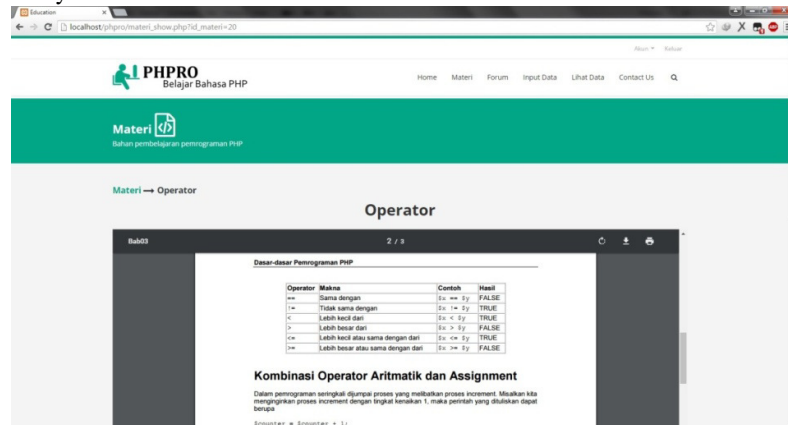 Education
localhost/phpro/materi_show.php?id_materi=20
Akun Keluar
PHPRO
Belajar Bahasa PHP
Home Materi Forum Input Data Lihat Data Contact Us
Materi
Bahan pembelajaran pemrograman PHP
Materi → Operator
Operator
Bab03 2 / 3
Dasar-dasar Pemrograman PHP
Operator Makna Contoh Hasil
== Sama dengan $x == $y FALSE
!= Tidak sama dengan $x != $y TRUE
< Lebih kecil dari $x < $y TRUE
> Lebih besar dari $x > $y FALSE
<= Lebih kecil atau sama dengan dari $x <= $y TRUE
>= Lebih besar atau sama dengan dari $x >= $y FALSE
Kombinasi Operator Aritmatik dan Assignment
Dalam pemrograman seringkali dijumpai proses yang melibatkan proses increment. Misalkan kita
menginginkan proses increment dengan tingkat kenaikan 1, maka perintah yang dituliskan dapat
berupa
$counter = $counter + 1;